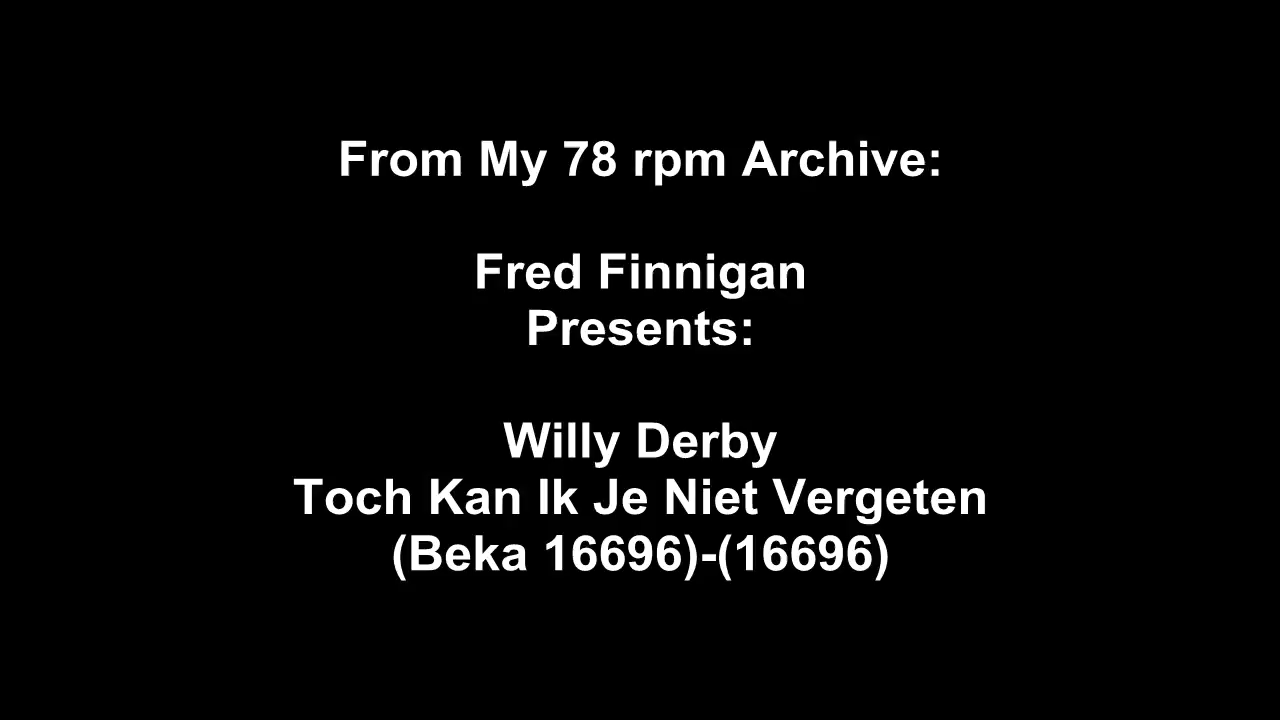 From My 78 rpm Archive:
Fred Finnigan
Presents:
Willy Derby
Toch Kan Ik Je Niet Vergeten
(Beka 16696)-(16696)